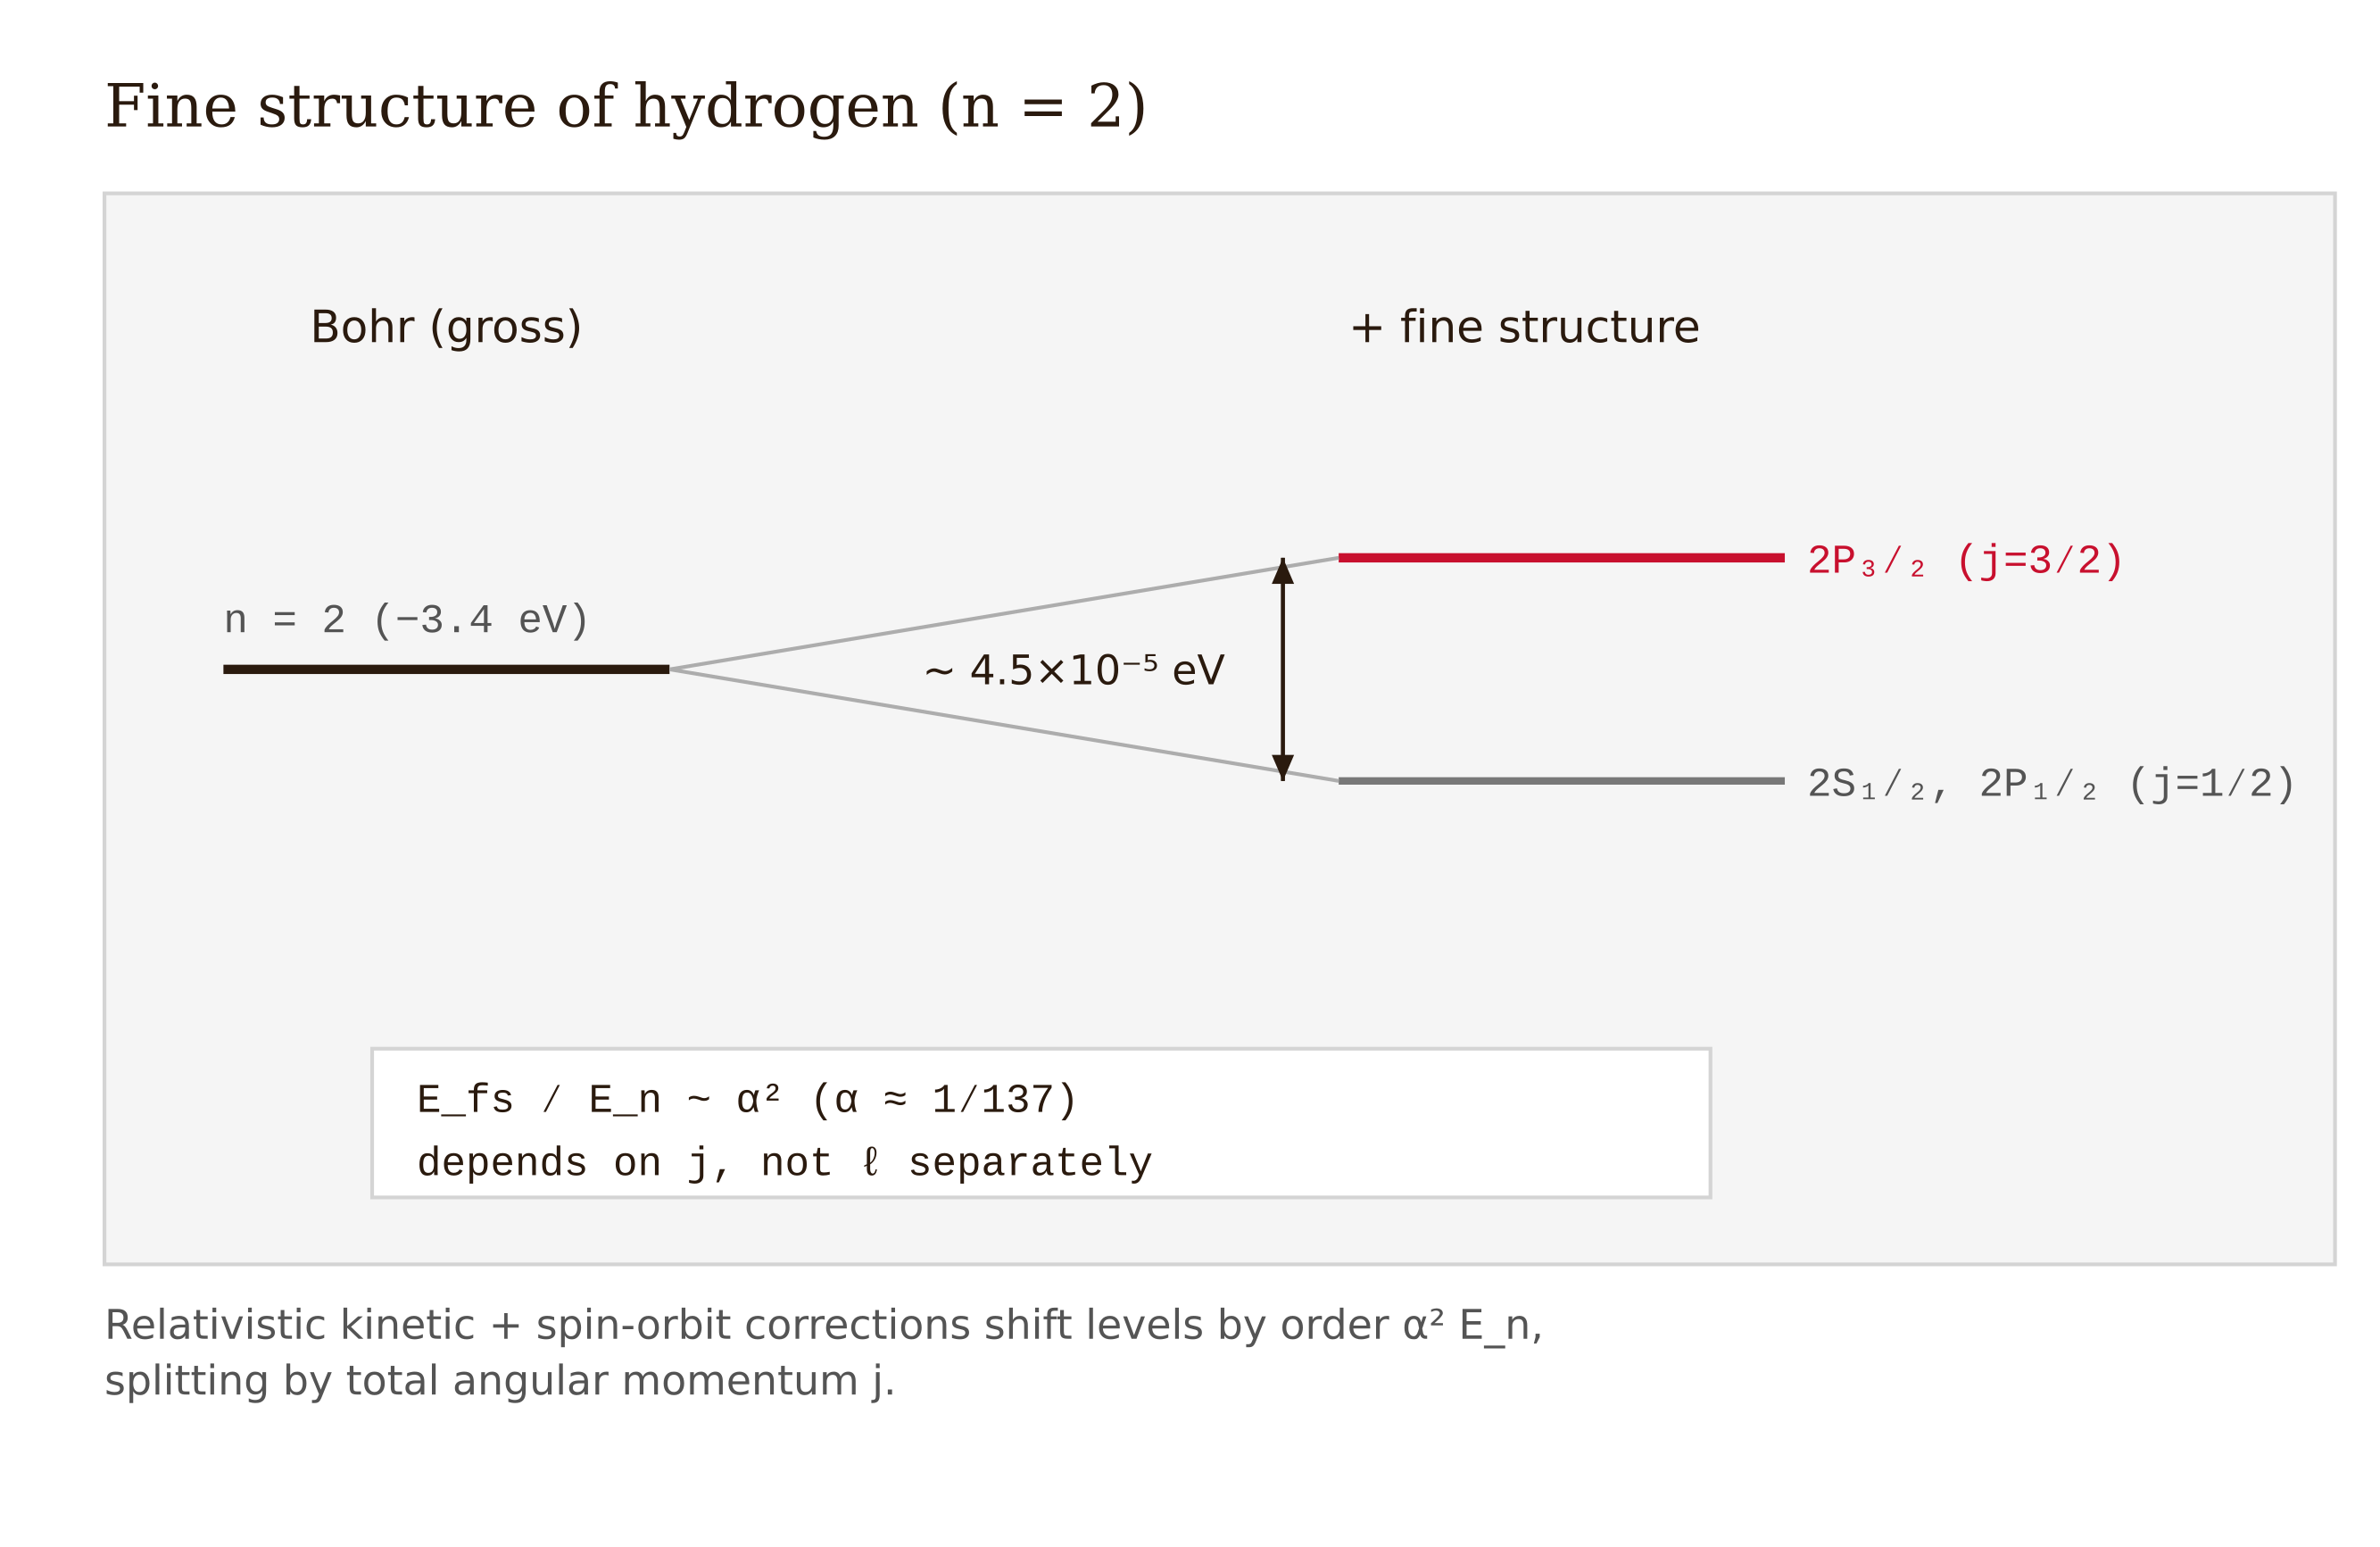 Fine structure of hydrogen (n = 2)
Bohr (gross)
+ fine structure
2P₃/₂ (j=3/2)
n = 2 (−3.4 eV)
~ 4.5×10⁻⁵ eV
2S₁/₂, 2P₁/₂ (j=1/2)
E_fs / E_n ~ α² (α ≈ 1/137)
depends on j, not ℓ separately
Relativistic kinetic + spin-orbit corrections shift levels by order α² E_n,
splitting by total angular momentum j.